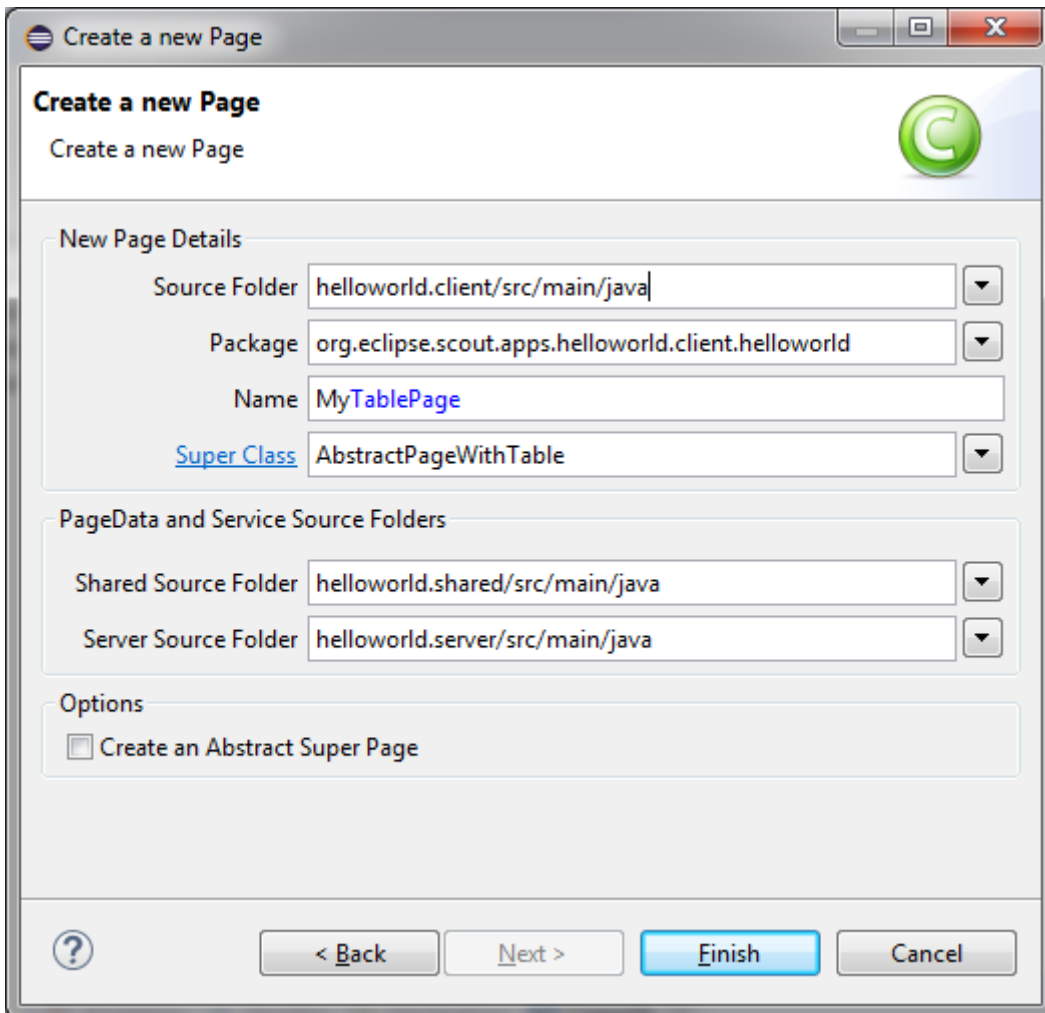 Create a new Page
X
Create a new Page
Create a new Page
C
New Page Details
Source Folder helloworld.client/src/main/java
Package org.eclipse.scout.apps.helloworld.client.helloworld
Name MyTablePage
Super Class AbstractPageWithTable
PageData and Service Source Folders
Shared Source Folder helloworld.shared/src/main/java
Server Source Folder helloworld.server/src/main/java
Options
Create an Abstract Super Page
? < Back Next > Finish Cancel